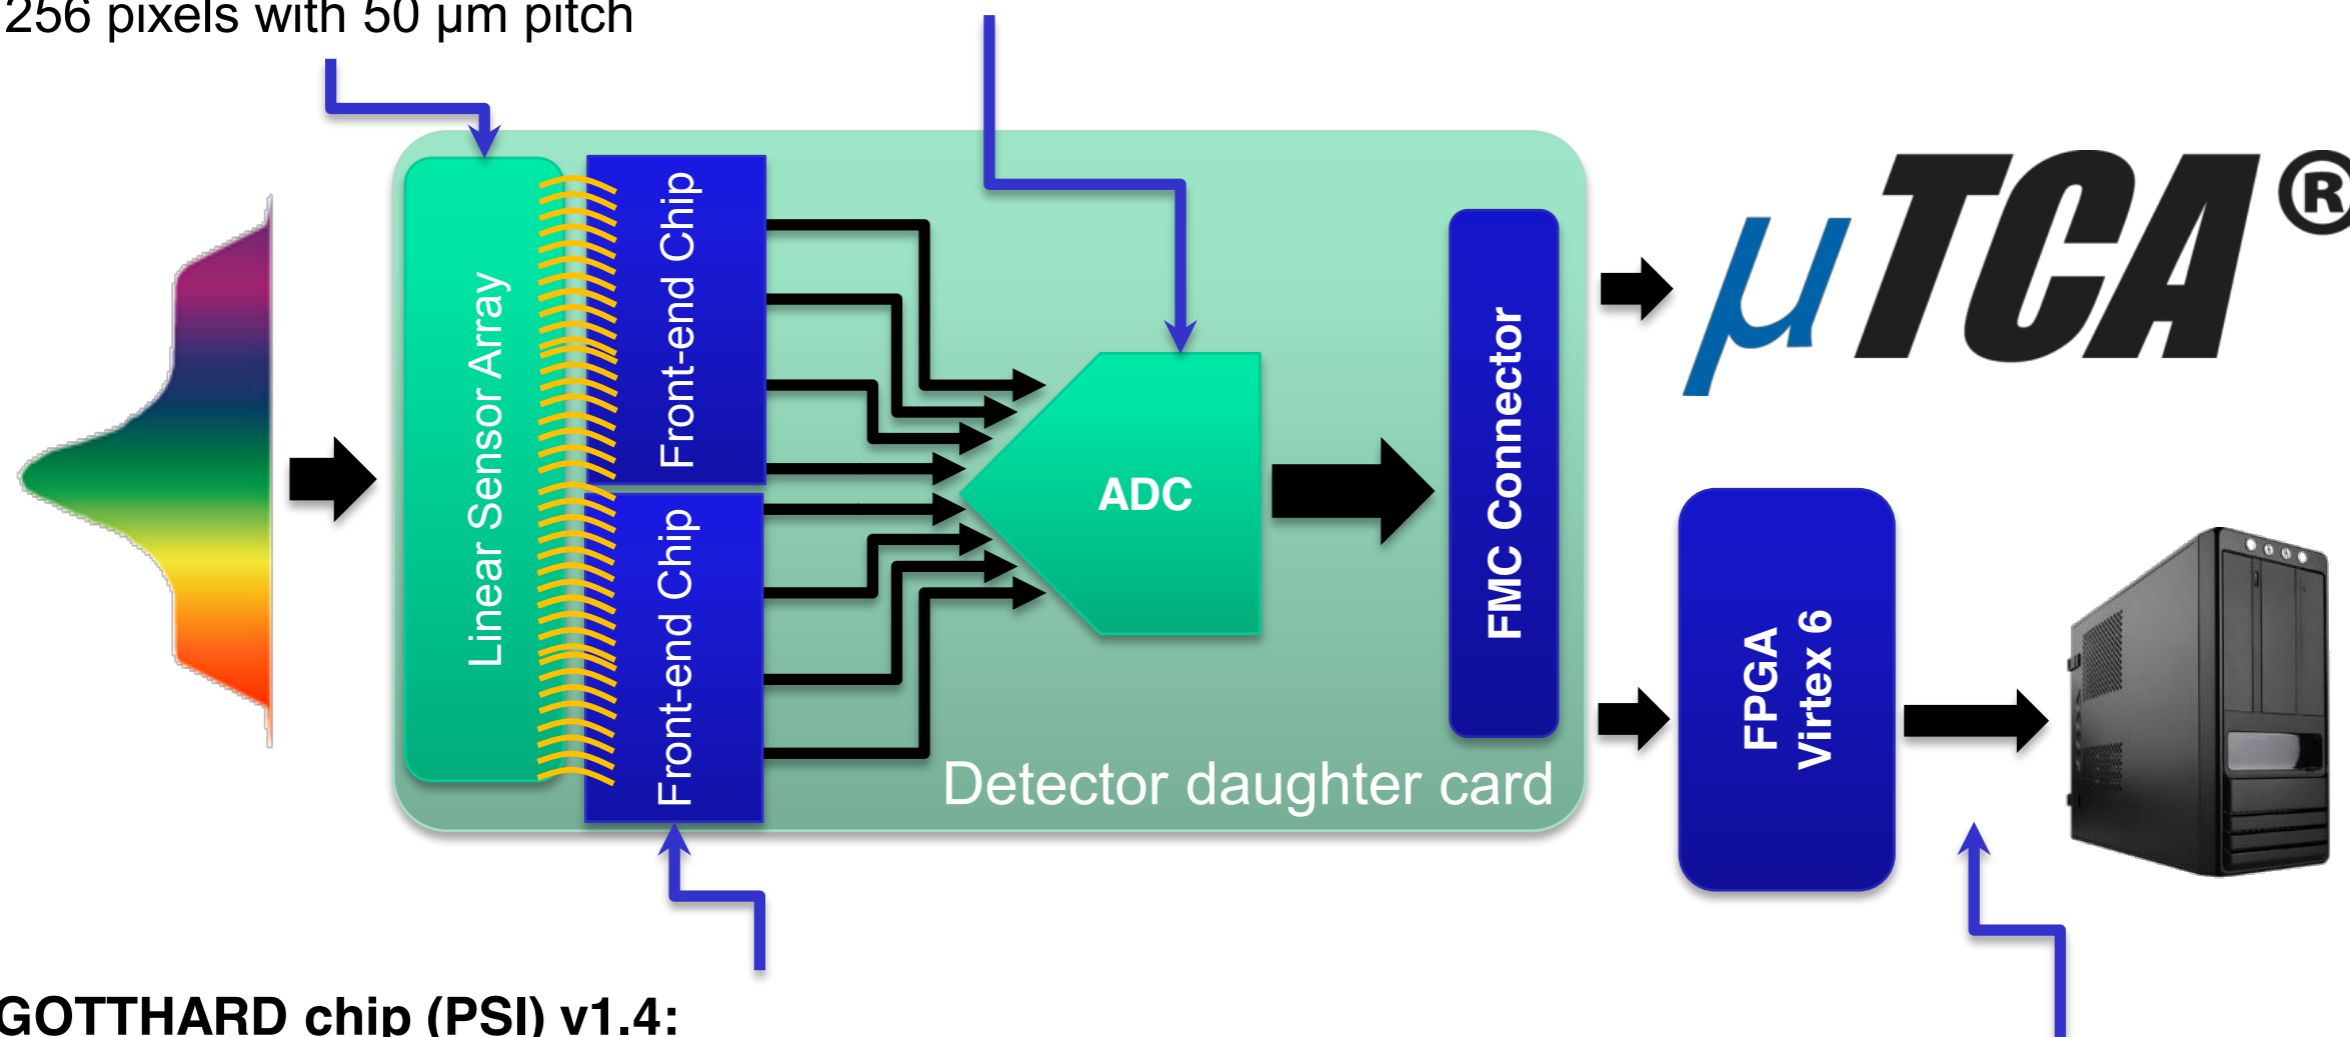 256 pixels with 50 µm pitch
Linear Sensor Array
Front-end Chip
Front-end Chip
ADC
FMC Connector
Detector daughter card
µTCA®
FPGA
Virtex 6
GOTTHARD chip (PSI) v1.4: